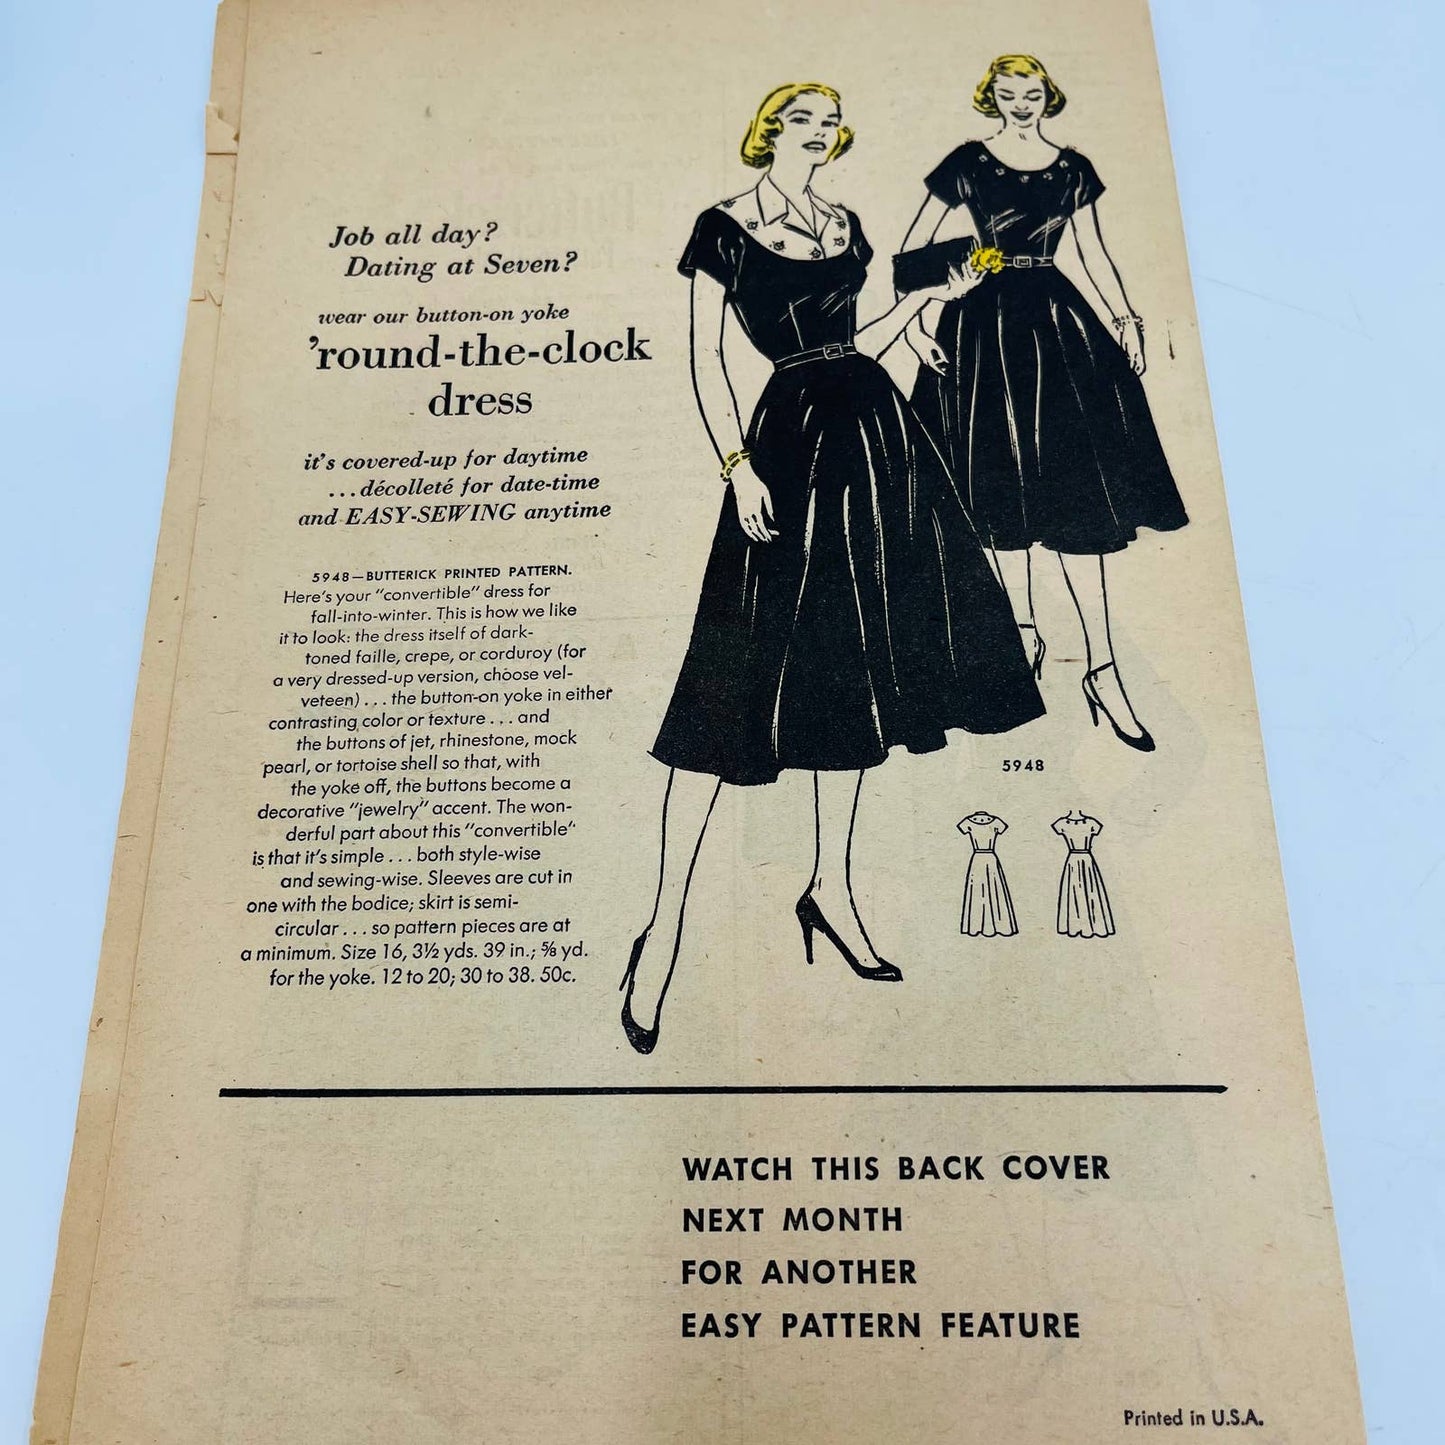 Job all day?
Dating at Seven?
wear our button-on yoke
’round-the-clock
dress
it’s covered-up for daytime
...décolleté for date-time
and EASY-SEWING anytime
5948—BUTTERICK PRINTED PATTERN.
Here’s your “convertible” dress for
fall-into-winter. This is how we like
it to look: the dress itself of dark-
toned faille, crepe, or corduroy (for
a very dressed-up version, choose vel-
veteen) ... the button-on yoke in either
contrasting color or texture ... and
the buttons of jet, rhinestone, mock
pearl, or tortoise shell so that, with
the yoke off, the buttons become a
decorative “jewelry” accent. The won-
derful part about this “convertible”
is that it’s simple ... both style-wise
and sewing-wise. Sleeves are cut in
one with the bodice; skirt is semi-
circular ... so pattern pieces are at
a minimum. Size 16, 3½ yds. 39 in.; ⅝ yd.
for the yoke. 12 to 20; 30 to 38. 50c.
5948
WATCH THIS BACK COVER
NEXT MONTH
FOR ANOTHER
EASY PATTERN FEATURE
Printed in U.S.A.